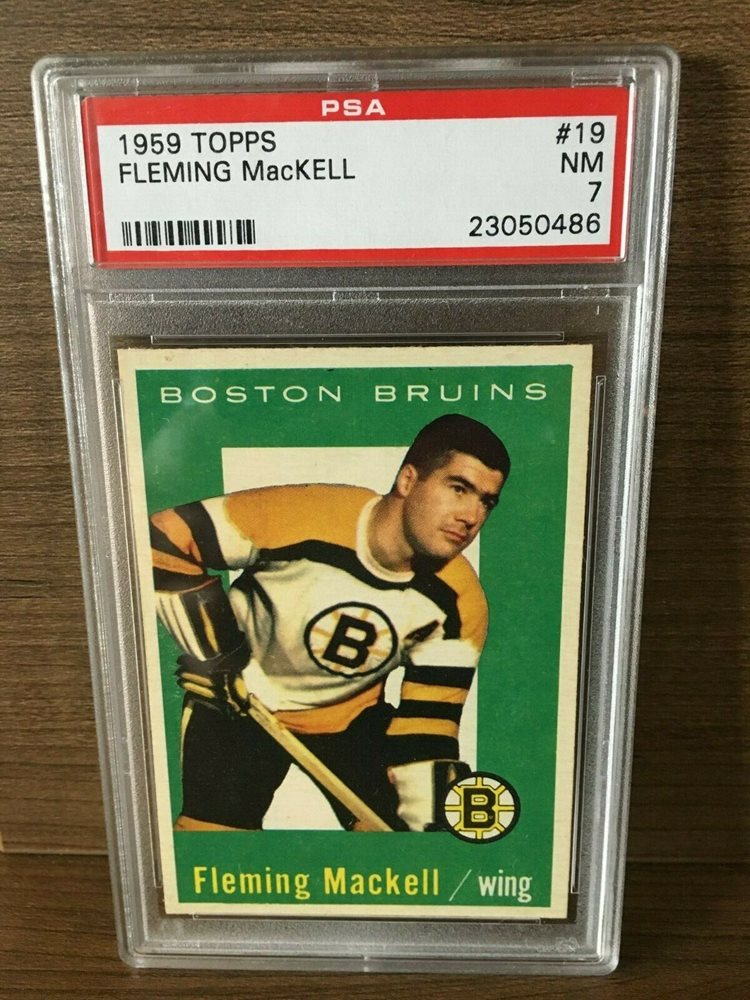 PSA
1959 TOPPS #19
FLEMING MacKELL NM
7
23050486
BOSTON BRUINS
B
B
Fleming Mackell / wing